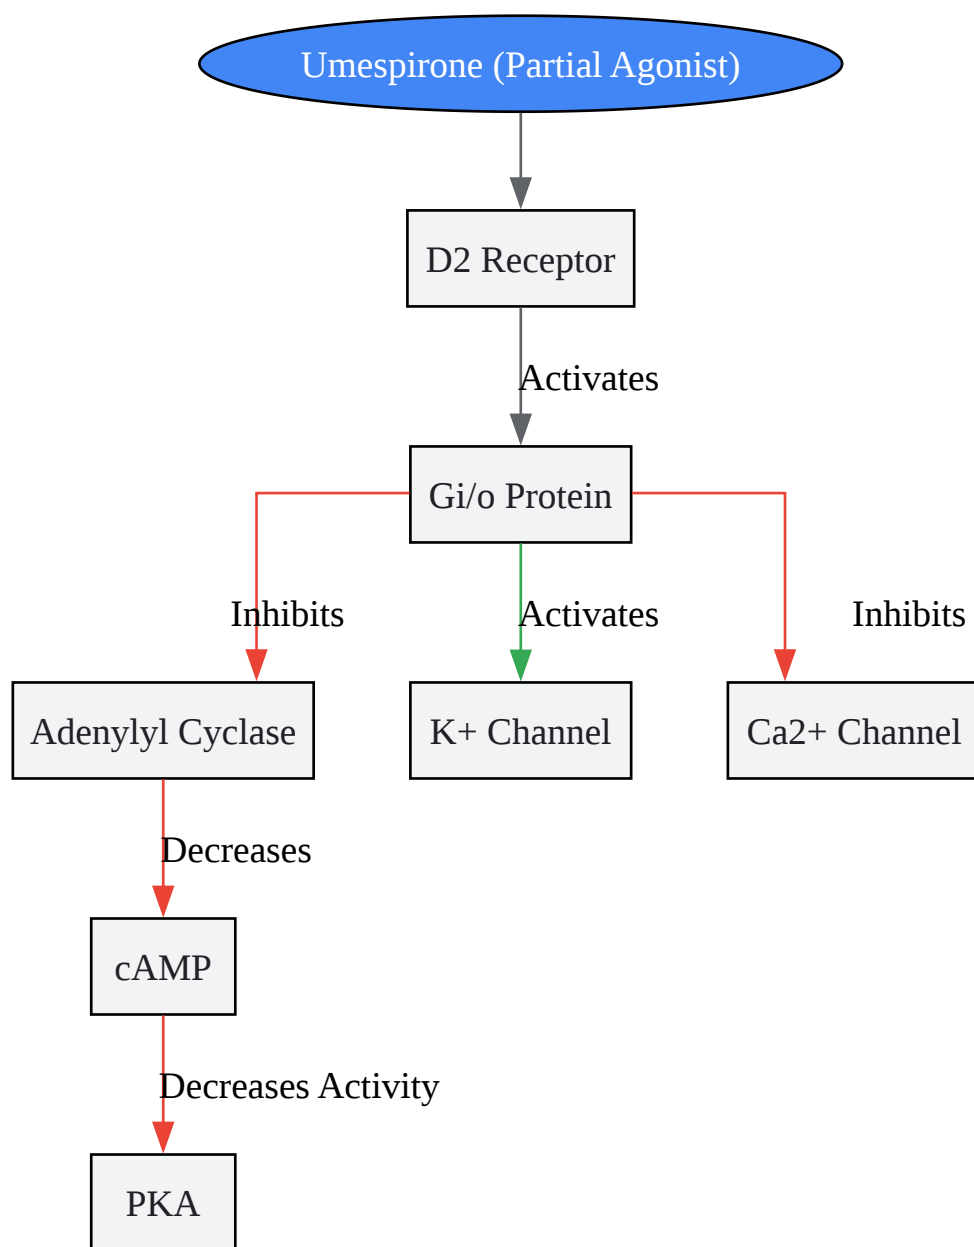 Umespirone (Partial Agonist)
D2 Receptor
Activates
Gi/o Protein
Inhibits
Activates
Inhibits
Adenylyl Cyclase
K+ Channel
Ca2+ Channel
Decreases
cAMP
Decreases Activity
PKA